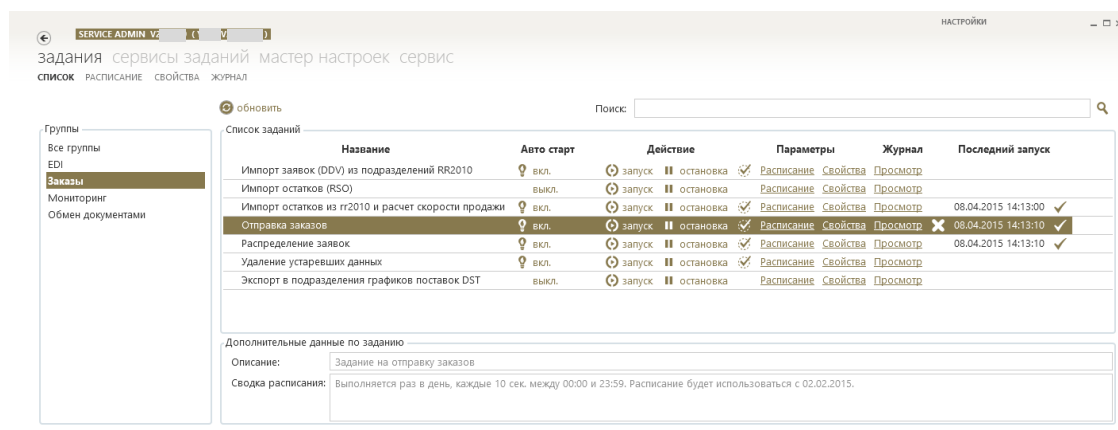 НАСТРОЙКИ
SERVICE ADMIN V2 ( V )
задания сервисы заданий мастер настроек сервис
СПИСОК РАСПИСАНИЕ СВОЙСТВА ЖУРНАЛ
обновить Поиск:
Группы
Все группы
EDI
Заказы
Мониторинг
Обмен документами
Список заданий
Название Авто старт Действие Параметры Журнал Последний запуск
Импорт заявок (DDV) из подразделений RR2010 вкл. запуск остановка Расписание Свойства Просмотр
Импорт остатков (RSO) выкл. запуск остановка Расписание Свойства Просмотр
Импорт остатков из rr2010 и расчет скорости продажи вкл. запуск остановка Расписание Свойства Просмотр 08.04.2015 14:13:00
Отправка заказов вкл. запуск остановка Расписание Свойства Просмотр 08.04.2015 14:13:10
Распределение заявок вкл. запуск остановка Расписание Свойства Просмотр 08.04.2015 14:13:10
Удаление устаревших данных вкл. запуск остановка Расписание Свойства Просмотр
Экспорт в подразделения графиков поставок DST выкл. запуск остановка Расписание Свойства Просмотр
Дополнительные данные по заданию
Описание: Задание на отправку заказов
Сводка расписания: Выполняется раз в день, каждые 10 сек. между 00:00 и 23:59. Расписание будет использоваться с 02.02.2015.